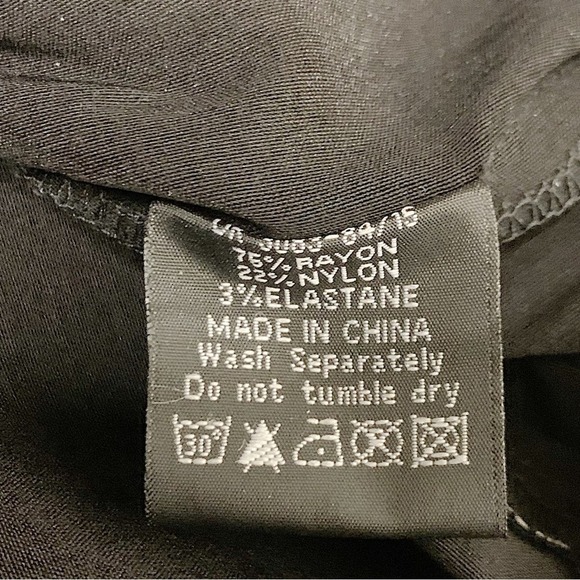 75% RAYON
22% NYLON
3% ELASTANE
MADE IN CHINA
Wash Separately
Do not tumble dry
30°